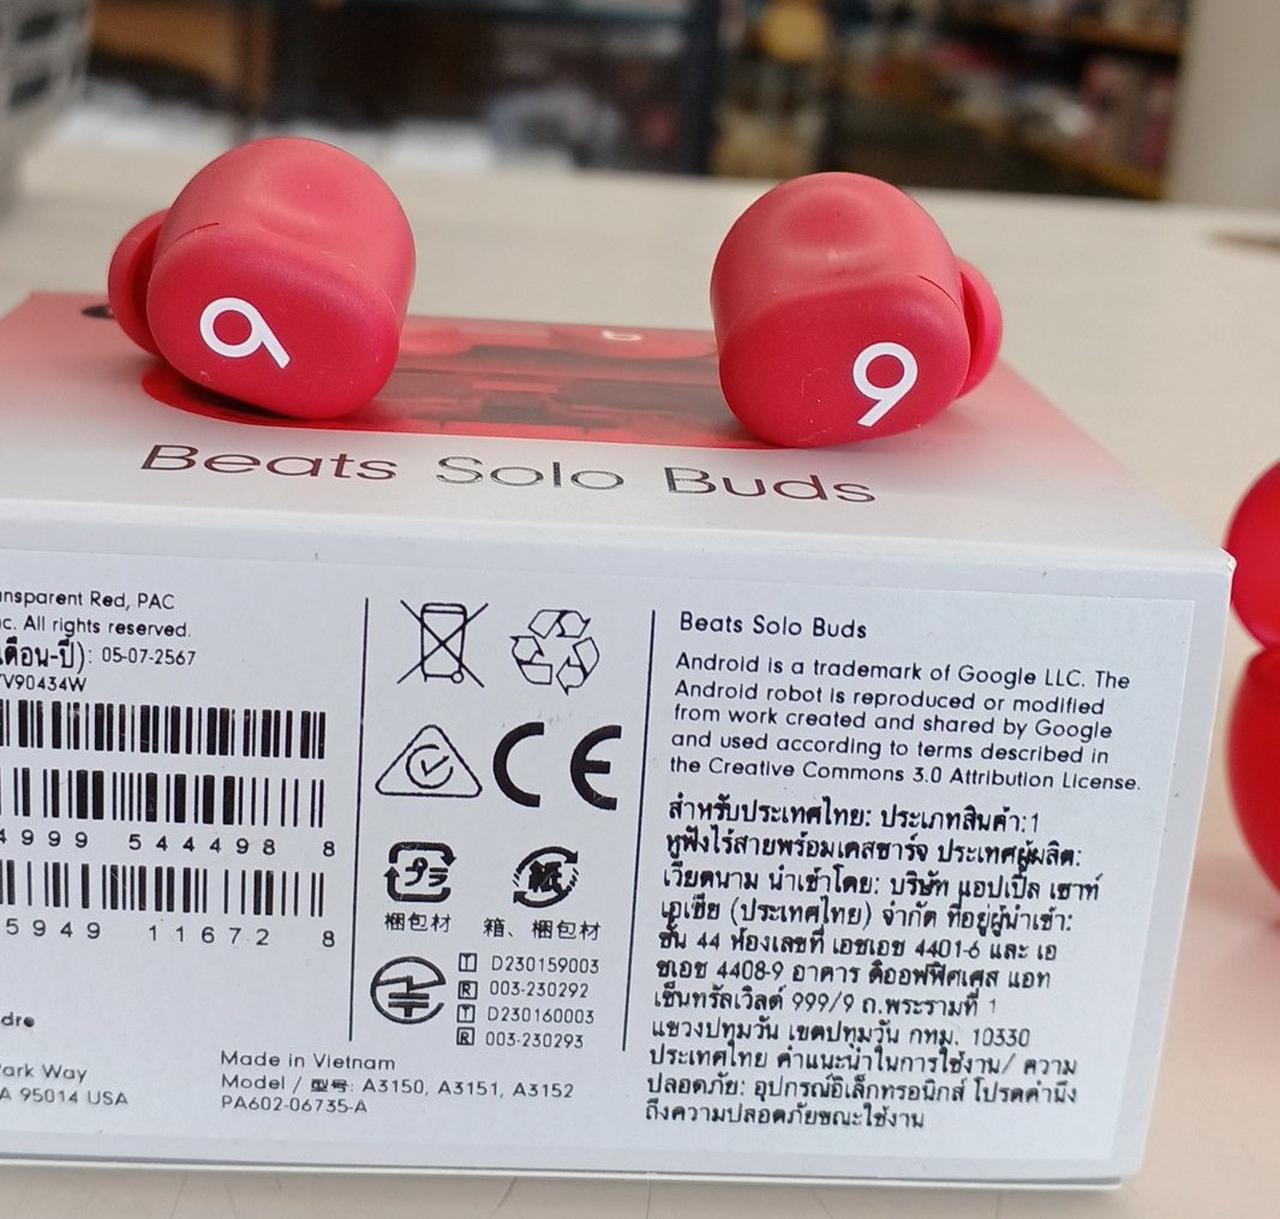 Beats Solo Buds
nsparent Red, PAC
c. All rights reserved.
เดือน-ปี): 05-07-2567
V90434W
4999 544498 8
5949 11672 8
dre
ark Way
A 95014 USA
Made in Vietnam
Model / 型号: A3150, A3151, A3152
PA602-06735-A
CE
プラ
紙
梱包材
箱、梱包材
T D230159003
R 003-230292
T D230160003
R 003-230293
Beats Solo Buds
Android is a trademark of Google LLC. The
Android robot is reproduced or modified
from work created and shared by Google
and used according to terms described in
the Creative Commons 3.0 Attribution License.
สำหรับประเทศไทย: ประเภทสินค้า:1
หูฟังไร้สายพร้อมเคสชาร์จ ประเทศผู้ผลิต:
เวียดนาม นำเข้าโดย: บริษัท แอปเปิ้ล เซาท์
เอเชีย (ประเทศไทย) จำกัด ที่อยู่ผู้นำเข้า:
ชั้น 44 ห้องเลขที่ เอชเอช 4401-6 และ เอ
ชเอช 4408-9 อาคาร ดิออฟฟิศเศส แอท
เซ็นทรัลเวิลด์ 999/9 ถ.พระรามที่ 1
แขวงปทุมวัน เขตปทุมวัน กทม. 10330
ประเทศไทย คำแนะนำในการใช้งาน/ ความ
ปลอดภัย: อุปกรณ์อิเล็กทรอนิกส์ โปรดคำนึง
ถึงความปลอดภัยขณะใช้งาน